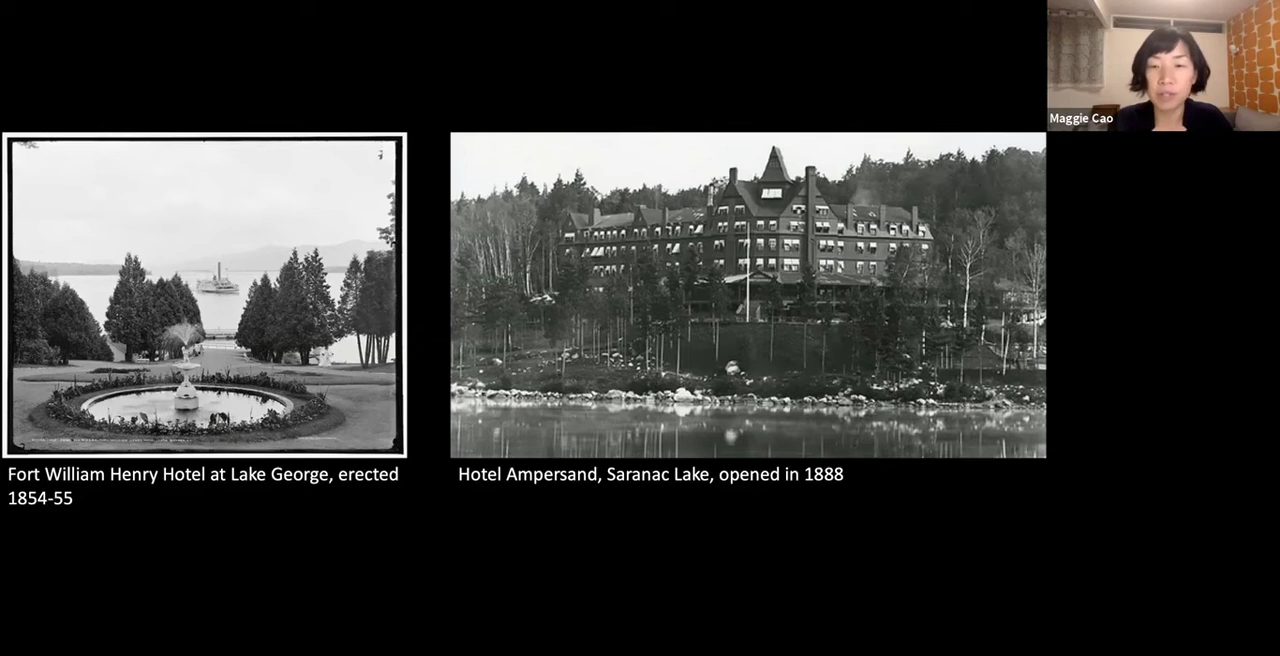 Maggie Cao
Fort William Henry Hotel at Lake George, erected
1854-55
Hotel Ampersand, Saranac Lake, opened in 1888